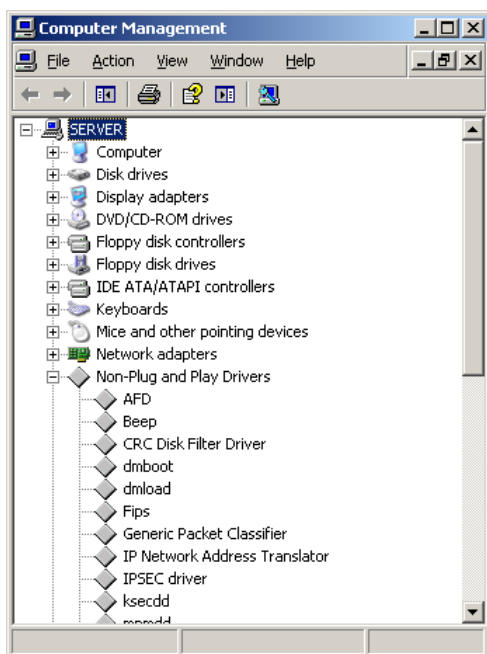 Computer Management
File Action View Window Help
SERVER
Computer
Disk drives
Display adapters
DVD/CD-ROM drives
Floppy disk controllers
Floppy disk drives
IDE ATA/ATAPI controllers
Keyboards
Mice and other pointing devices
Network adapters
Non-Plug and Play Drivers
AFD
Beep
CRC Disk Filter Driver
dmboot
dmload
Fips
Generic Packet Classifier
IP Network Address Translator
IPSEC driver
ksecdd